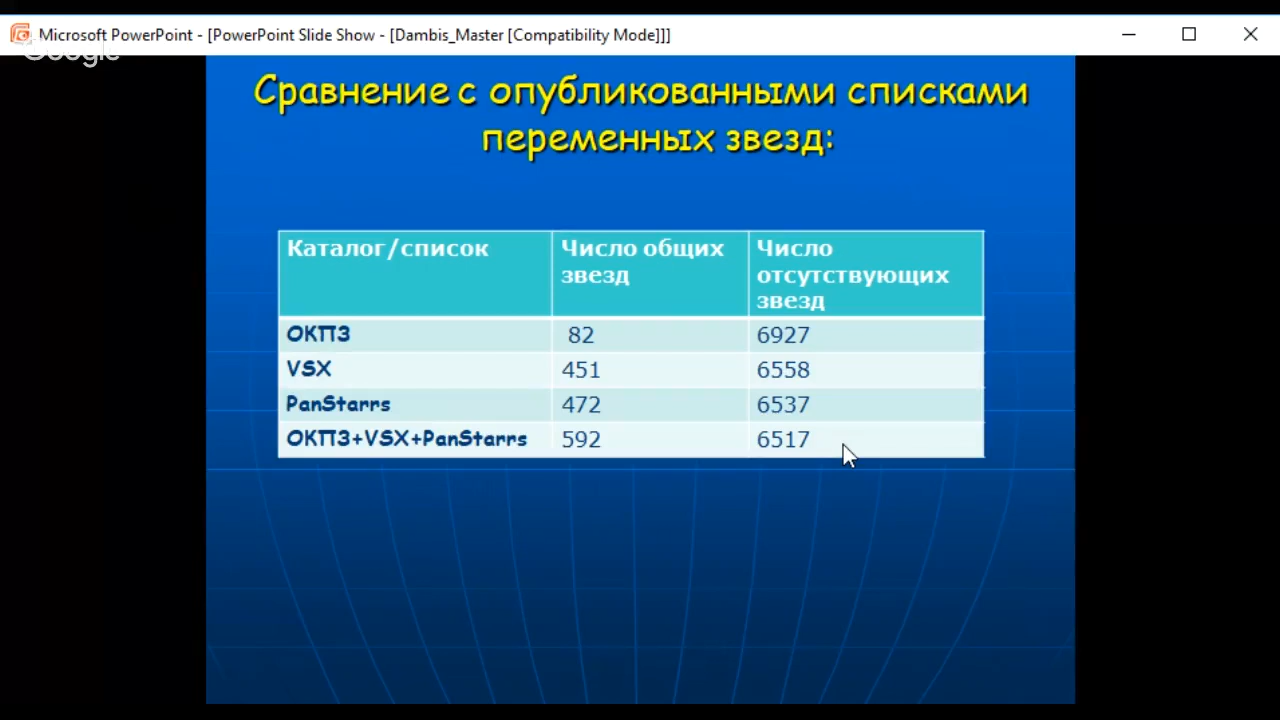 Microsoft PowerPoint - [PowerPoint Slide Show - [Dambis_Master [Compatibility Mode]]]
Google
Сравнение с опубликованными списками
переменных звезд:
Каталог/список
Число общих
звезд
Число
отсутствующих
звезд
ОКПЗ 82 6927
VSX 451 6558
PanStarrs 472 6537
ОКПЗ+VSX+PanStarrs 592 6517